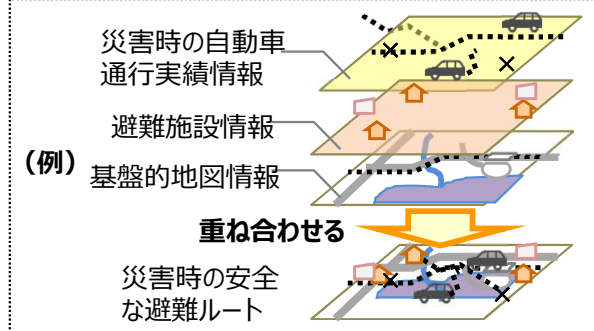 災害時の自動車
通行実績情報
避難施設情報
(例)
基盤的地図情報
重ね合わせる
災害時の安全
な避難ルート